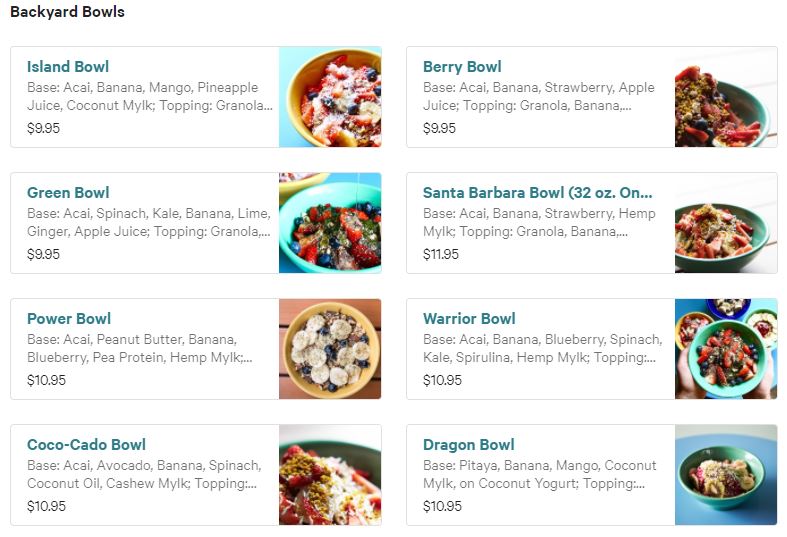 Backyard Bowls
Island Bowl
Base: Acai, Banana, Mango, Pineapple
Juice, Coconut Mylk; Topping: Granola...
$9.95
Berry Bowl
Base: Acai, Banana, Strawberry, Apple
Juice; Topping: Granola, Banana,...
$9.95
Green Bowl
Base: Acai, Spinach, Kale, Banana, Lime,
Ginger, Apple Juice; Topping: Granola,...
$9.95
Santa Barbara Bowl (32 oz. On...
Base: Acai, Banana, Strawberry, Hemp
Mylk; Topping: Granola, Banana,...
$11.95
Power Bowl
Base: Acai, Peanut Butter, Banana,
Blueberry, Pea Protein, Hemp Mylk;...
$10.95
Warrior Bowl
Base: Acai, Banana, Blueberry, Spinach,
Kale, Spirulina, Hemp Mylk; Topping:...
$10.95
Coco-Cado Bowl
Base: Acai, Avocado, Banana, Spinach,
Coconut Oil, Cashew Mylk; Topping:...
$10.95
Dragon Bowl
Base: Pitaya, Banana, Mango, Coconut
Mylk, on Coconut Yogurt; Topping:...
$10.95